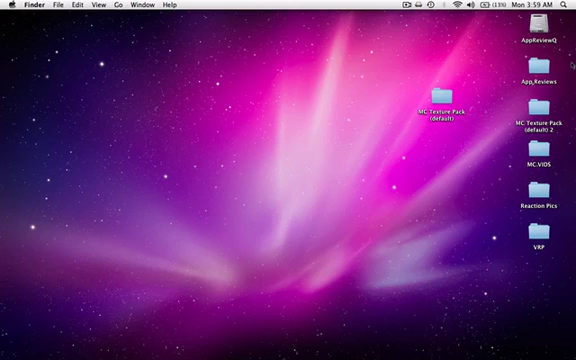 Finder File Edit View Go Window Help (13%) Mon 3:59 AM
AppReviewQ
App_Reviews
MC.Texture Pack
(default)
MC.Texture Pack
(default) 2
MC.VIDS
Reaction Pics
VRP